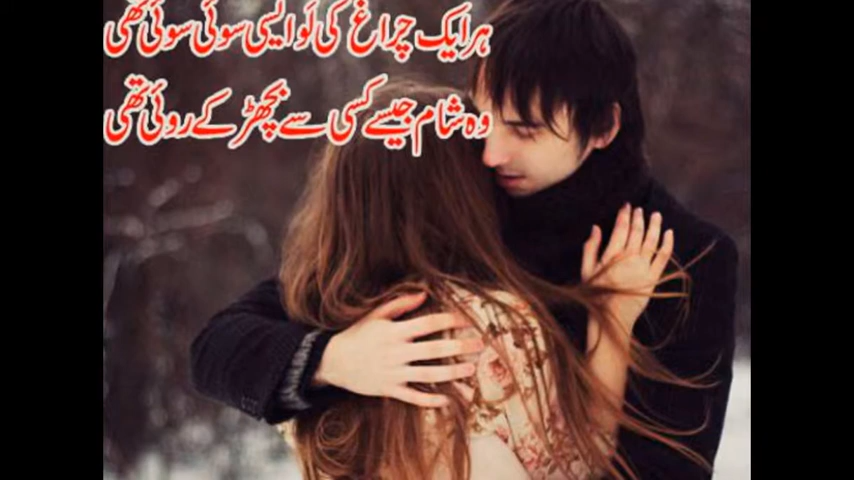 ہر ایک چراغ کی لَو ایسی سوئی سوئی تھی
وہ شام جیسے کسی سے بچھڑ کے روئی تھی